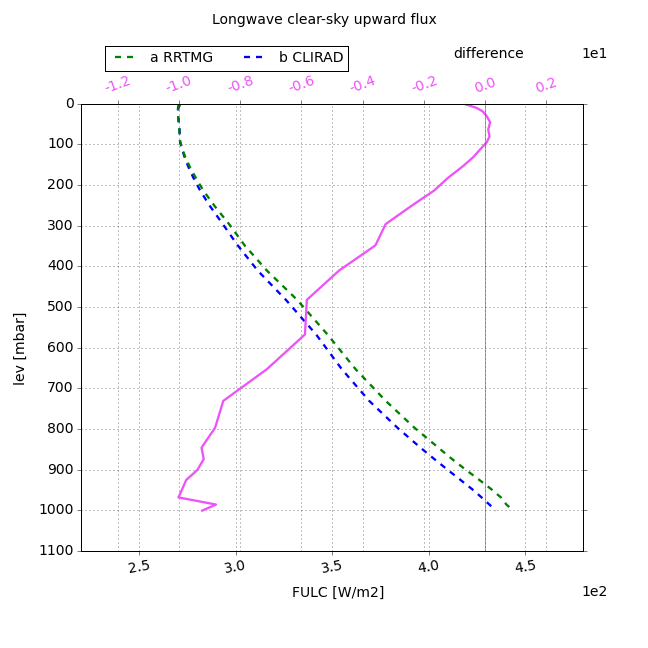 Longwave clear-sky upward flux
a RRTMG b CLIRAD difference 1e1
-1.2 -1.0 -0.8 -0.6 -0.4 -0.2 0.0 0.2
0
100
200
300
400
500
600
700
800
900
1000
1100
lev [mbar]
2.5 3.0 3.5 4.0 4.5
FULC [W/m2] 1e2